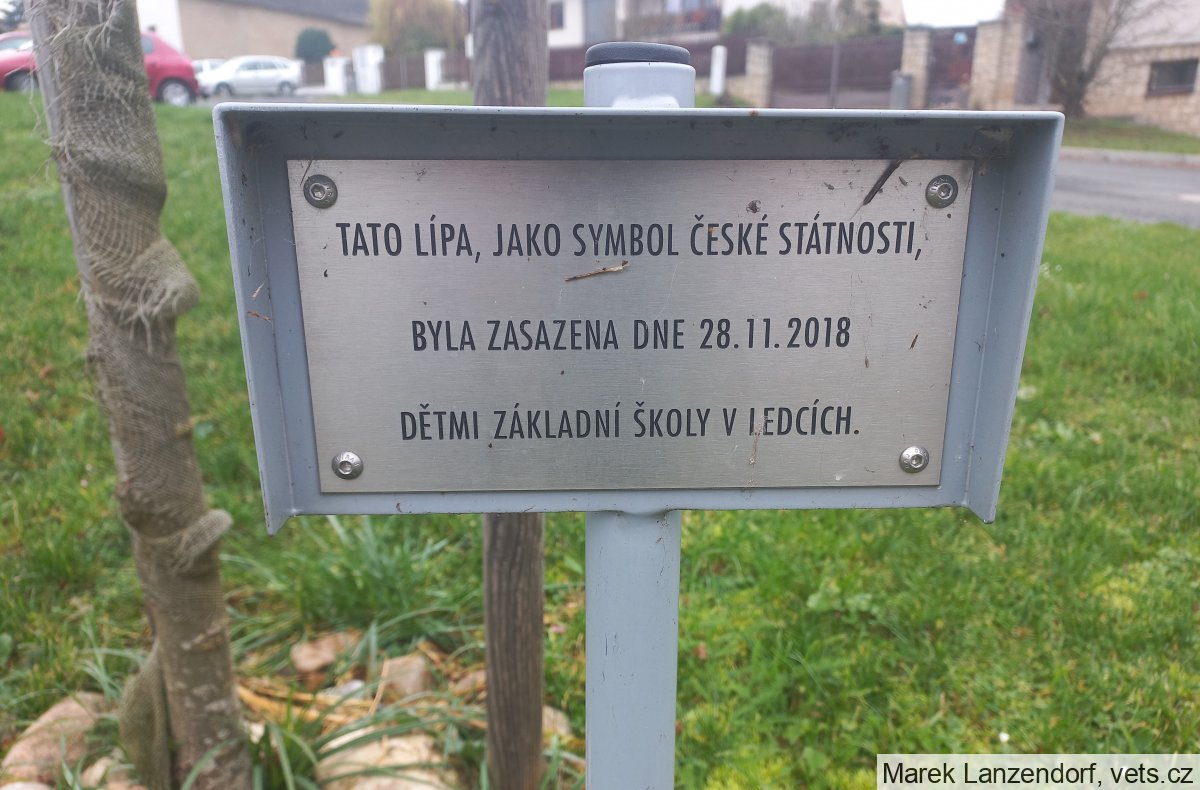 TATO LÍPA, JAKO SYMBOL ČESKÉ STÁTNOSTI,
BYLA ZASAZENA DNE 28.11.2018
DĚTMI ZÁKLADNÍ ŠKOLY V LEDCÍCH.
Marek Lanzendorf, vets.cz